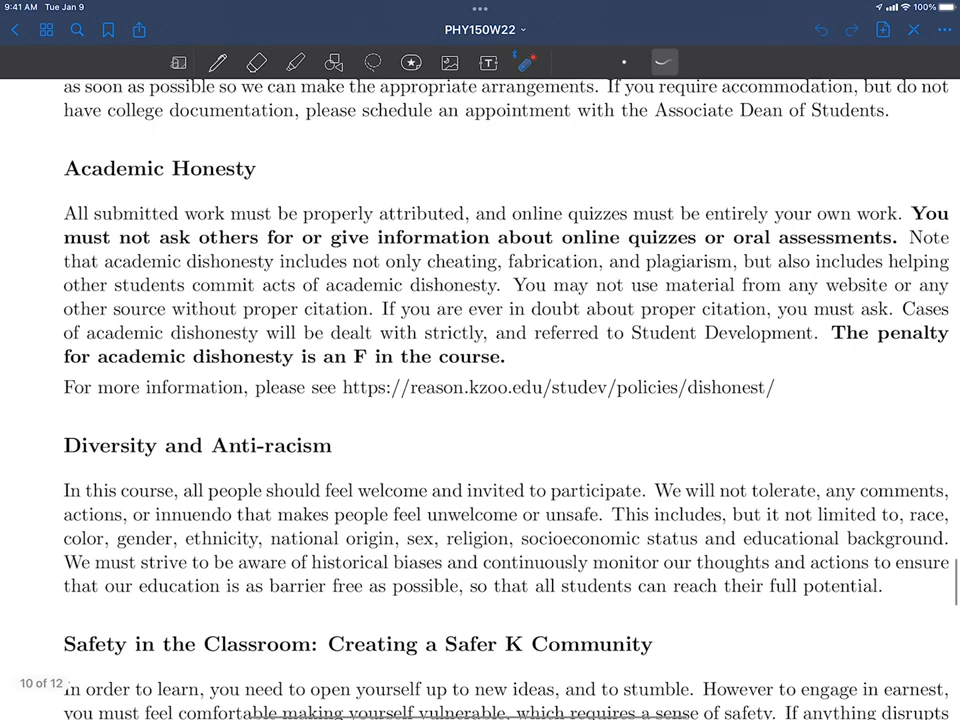 9:41 AM Tue Jan 9
100%
PHY150W22
T
as soon as possible so we can make the appropriate arrangements. If you require accommodation, but do not
have college documentation, please schedule an appointment with the Associate Dean of Students.
Academic Honesty
All submitted work must be properly attributed, and online quizzes must be entirely your own work. You
must not ask others for or give information about online quizzes or oral assessments. Note
that academic dishonesty includes not only cheating, fabrication, and plagiarism, but also includes helping
other students commit acts of academic dishonesty. You may not use material from any website or any
other source without proper citation. If you are ever in doubt about proper citation, you must ask. Cases
of academic dishonesty will be dealt with strictly, and referred to Student Development. The penalty
for academic dishonesty is an F in the course.
For more information, please see https://reason.kzoo.edu/studev/policies/dishonest/
Diversity and Anti-racism
In this course, all people should feel welcome and invited to participate. We will not tolerate, any comments,
actions, or innuendo that makes people feel unwelcome or unsafe. This includes, but it not limited to, race,
color, gender, ethnicity, national origin, sex, religion, socioeconomic status and educational background.
We must strive to be aware of historical biases and continuously monitor our thoughts and actions to ensure
that our education is as barrier free as possible, so that all students can reach their full potential.
Safety in the Classroom: Creating a Safer K Community
10 of 12
In order to learn, you need to open yourself up to new ideas, and to stumble. However to engage in earnest,
you must feel comfortable making yourself vulnerable, which requires a sense of safety. If anything disrupts